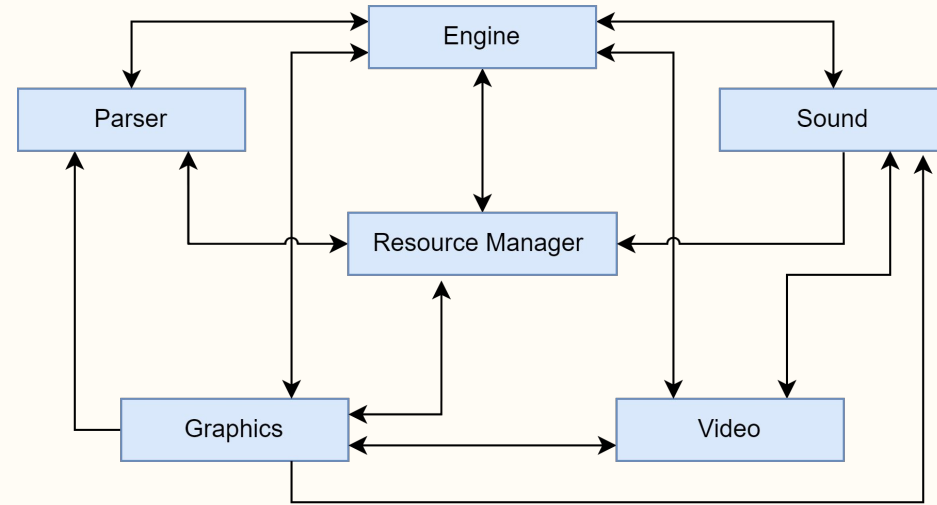 Engine
Parser
Sound
Resource Manager
Graphics
Video